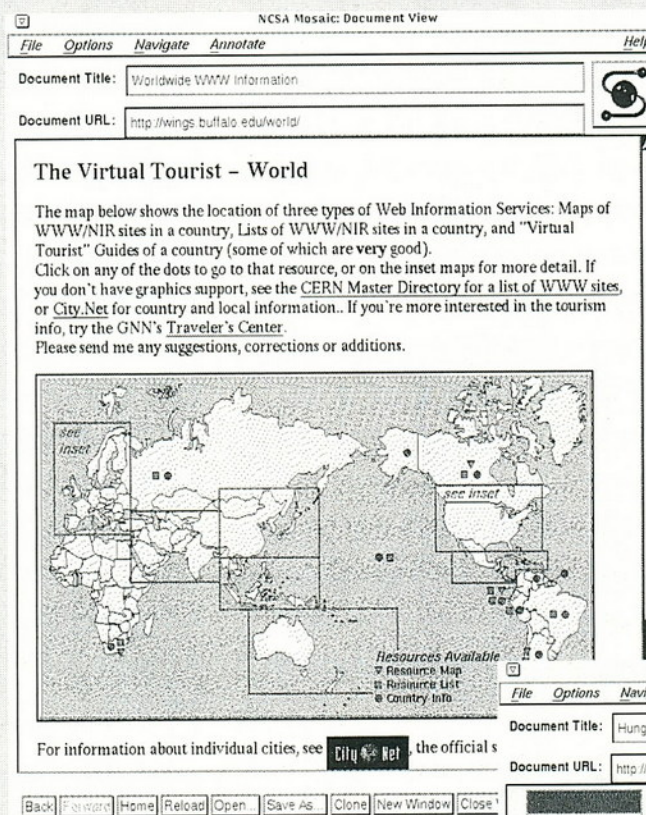 NCSA Mosaic: Document View
File Options Navigate Annotate Help
Document Title: Worldwide WWW Information
Document URL: http://wings.buffalo.edu/world/
The Virtual Tourist – World
The map below shows the location of three types of Web Information Services: Maps of
WWW/NIR sites in a country, Lists of WWW/NIR sites in a country, and "Virtual
Tourist" Guides of a country (some of which are very good).
Click on any of the dots to go to that resource, or on the inset maps for more detail. If
you don't have graphics support, see the CERN Master Directory for a list of WWW sites,
or City.Net for country and local information.. If you're more interested in the tourism
info, try the GNN's Traveler's Center.
Please send me any suggestions, corrections or additions.
see
inset
see inset
Resources Available
Resource Map
Resource List
Country Info
For information about individual cities, see City Net, the official s
Back Forward Home Reload Open... Save As... Clone New Window Close
File Options Navi
Document Title: Hung
Document URL: http://